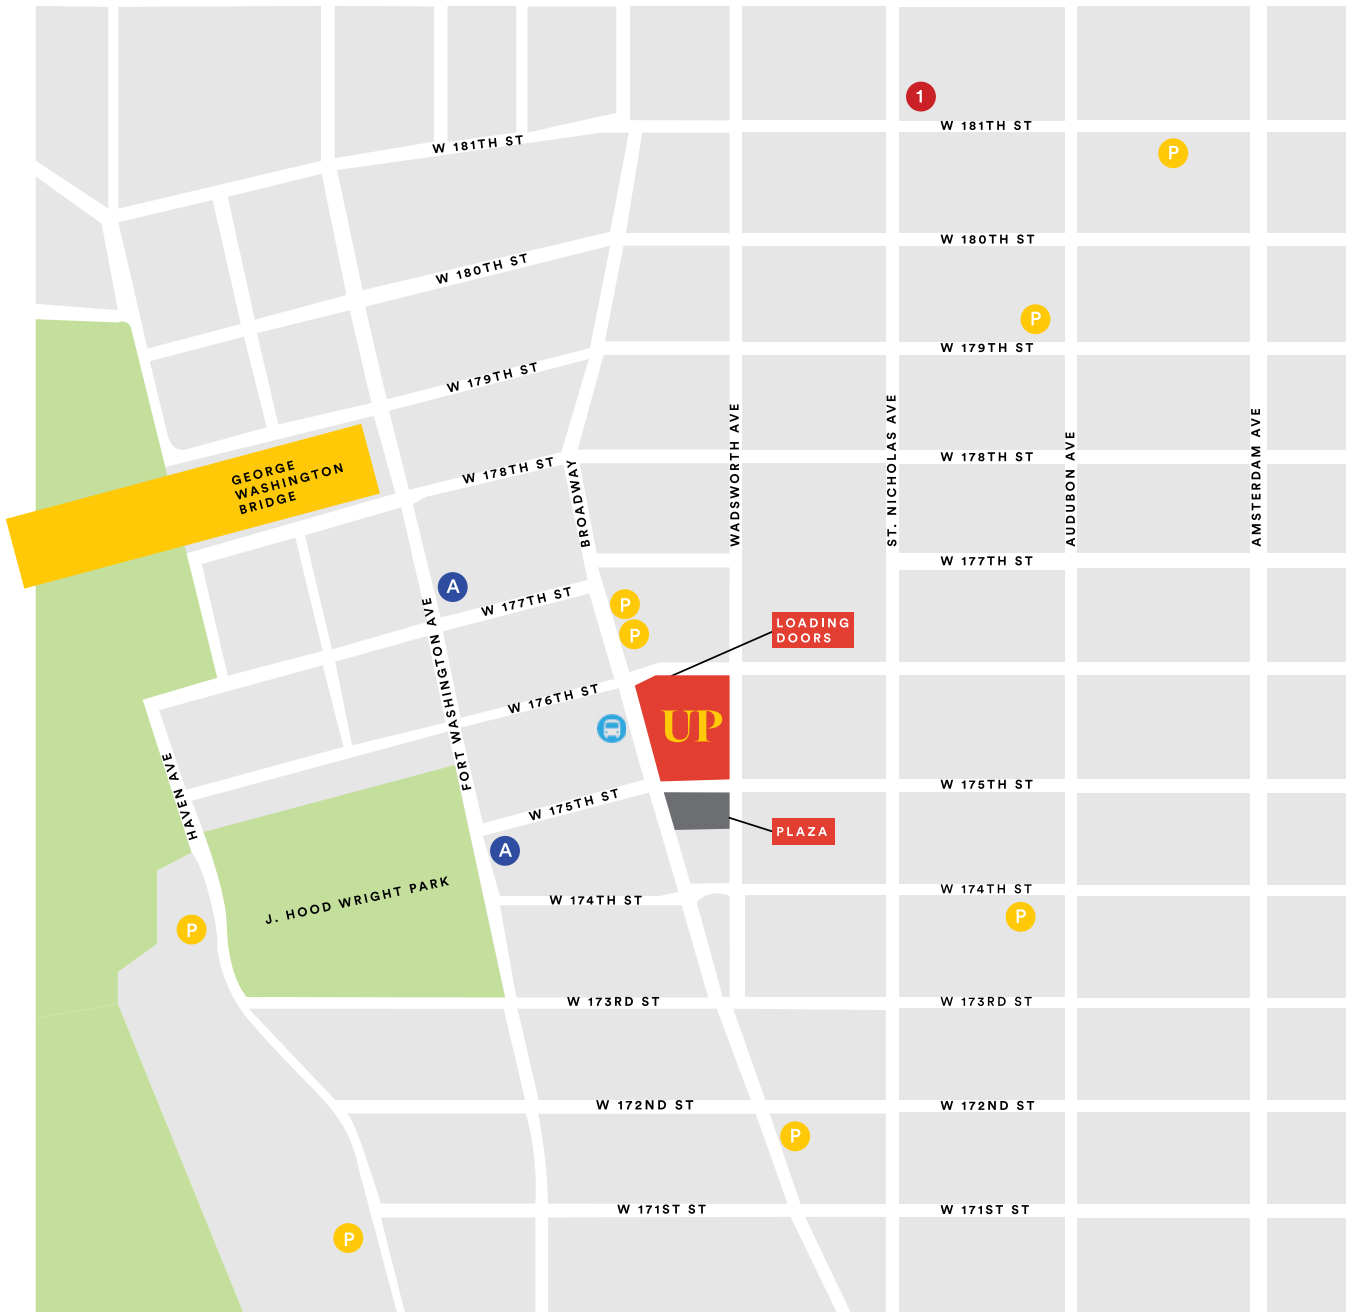 1
W 181TH ST
W 181TH ST
P
W 180TH ST
W 180TH ST
P
W 179TH ST
W 179TH ST
GEORGE
WASHINGTON
BRIDGE
W 178TH ST
W 178TH ST
BROADWAY
WADSWORTH AVE
ST. NICHOLAS AVE
AUDUBON AVE
AMSTERDAM AVE
W 177TH ST
A
W 177TH ST
P
P
LOADING
DOORS
FORT WASHINGTON AVE
W 176TH ST
UP
HAVEN AVE
W 175TH ST
W 175TH ST
PLAZA
A
J. HOOD WRIGHT PARK
W 174TH ST
W 174TH ST
P
P
W 173RD ST
W 173RD ST
W 172ND ST
W 172ND ST
P
W 171ST ST
W 171ST ST
P